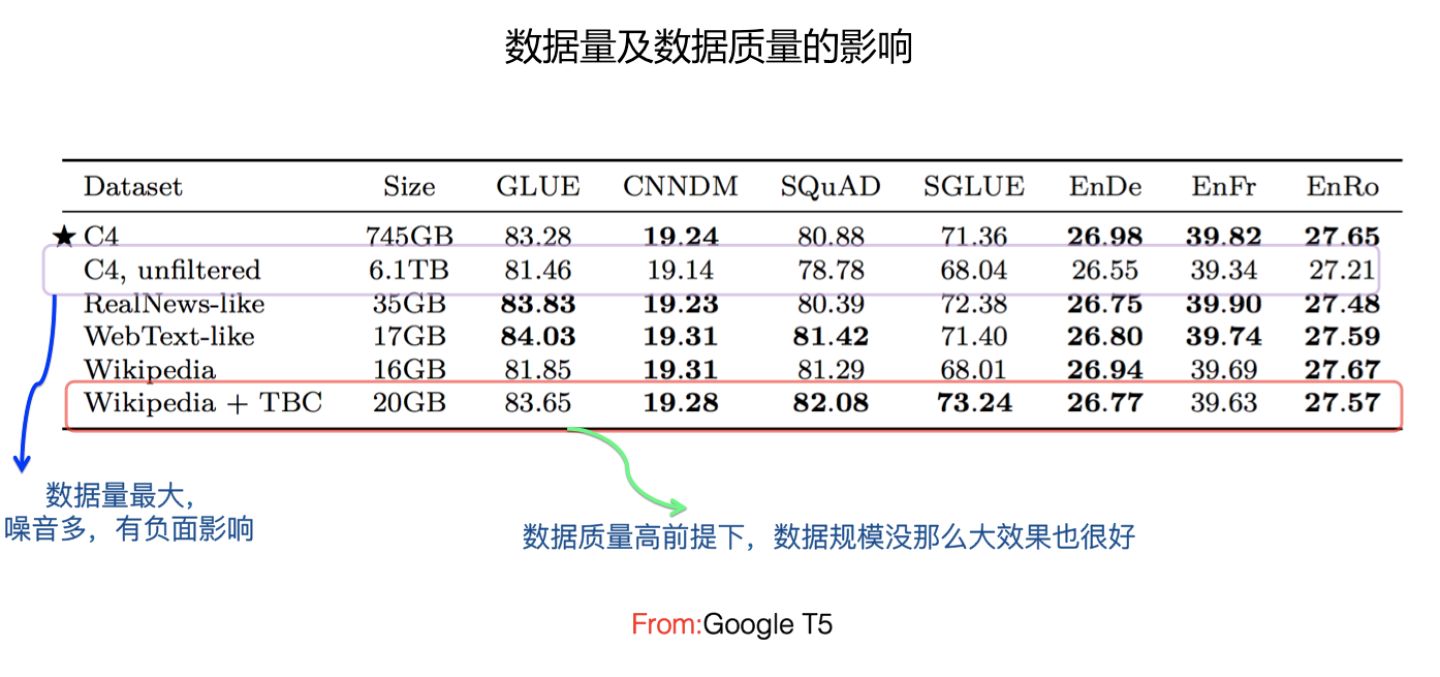 数据量及数据质量的影响
Dataset Size GLUE CNNDM SQuAD SGLUE EnDe EnFr EnRo
★ C4 745GB 83.28 19.24 80.88 71.36 26.98 39.82 27.65
C4, unfiltered 6.1TB 81.46 19.14 78.78 68.04 26.55 39.34 27.21
RealNews-like 35GB 83.83 19.23 80.39 72.38 26.75 39.90 27.48
WebText-like 17GB 84.03 19.31 81.42 71.40 26.80 39.74 27.59
Wikipedia 16GB 81.85 19.31 81.29 68.01 26.94 39.69 27.67
Wikipedia + TBC 20GB 83.65 19.28 82.08 73.24 26.77 39.63 27.57
数据量最大，
噪音多，有负面影响
数据质量高前提下，数据规模没那么大效果也很好
From:Google T5